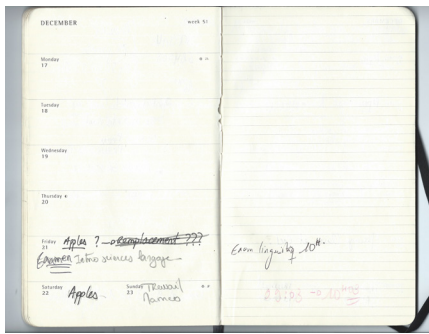 DECEMBER week 51
Monday
17
Tuesday
18
Wednesday
19
Thursday
20
Friday Apples ? remplacement ???
21
Examen Intro sciences langage
Saturday Sunday Travail
22 Apples. 23
Exam linguistq 10H-